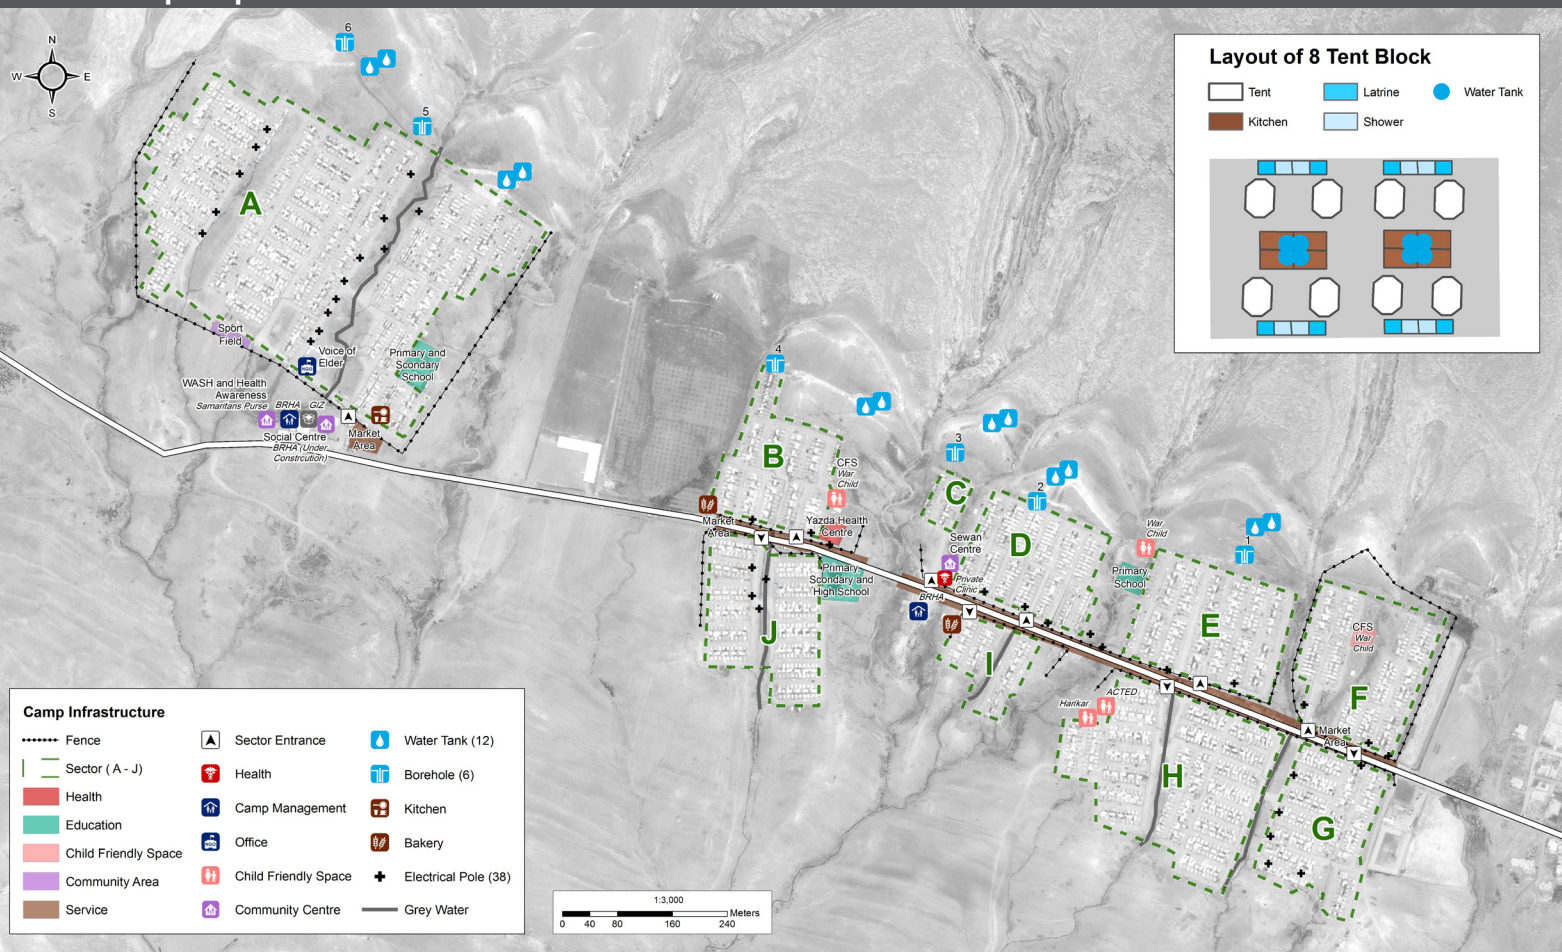 N
W
E
S
6
5
A
Sport
Field
Voice of
Elder
Primary and
Scondary
School
WASH and Health
Awareness
Samaritans Purse
BRHA
GIZ
Social Centre
BRHA (Under
Constrcution)
Market
Area
4
B
CFS
War
Child
Market
Area
Yazda Health
Centre
Primary
Scondary and
High School
J
3
C
2
D
Sewan
Centre
Private
Clinic
BRHA
I
War
Child
Primary
School
1
E
CFS
War
Child
F
Market
Area
Harikar
ACTED
H
G
Layout of 8 Tent Block
Tent
Latrine
Water Tank
Kitchen
Shower
Camp Infrastructure
Fence
Sector ( A - J)
Health
Education
Child Friendly Space
Community Area
Service
Sector Entrance
Health
Camp Management
Office
Child Friendly Space
Community Centre
Water Tank (12)
Borehole (6)
Kitchen
Bakery
Electrical Pole (38)
Grey Water
1:3,000
Meters
0 40 80 160 240